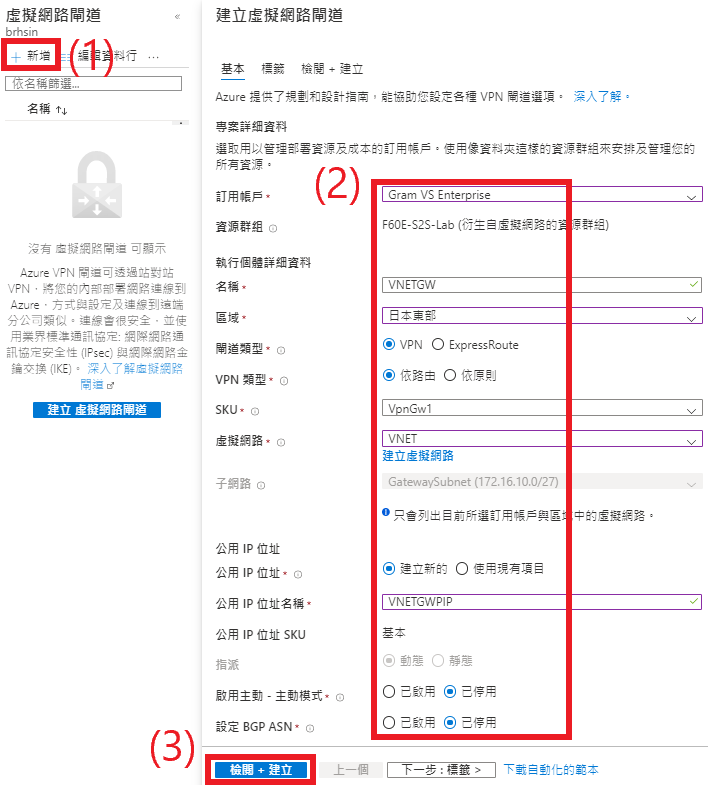 虛擬網路閘道
«
brhsin
+ 新增
編輯資料行
···
(1)
依名稱篩選...
名稱 ↑↓
沒有 虛擬網路閘道 可顯示
Azure VPN 閘道可透過站對站
VPN，將您的內部部署網路連線到
Azure，方式與設定及連線到遠端
分公司類似。連線會很安全，並使
用業界標準通訊協定: 網際網路通
訊協定安全性 (IPsec) 與網際網路金
鑰交換 (IKE)。 深入了解虛擬網路
閘道
建立 虛擬網路閘道
建立虛擬網路閘道
基本 標籤 檢閱 + 建立
Azure 提供了規劃和設計指南，能協助您設定各種 VPN 閘道選項。 深入了解。
專案詳細資料
選取用以管理部署資源及成本的訂用帳戶。使用像資料夾這樣的資源群組來安排及管理您的
所有資源。
(2)
訂用帳戶 * Gram VS Enterprise
資源群組 F60E-S2S-Lab (衍生自虛擬網路的資源群組)
執行個體詳細資料
名稱 * VNETGW
區域 * 日本東部
閘道類型 * VPN ExpressRoute
VPN 類型 * 依路由 依原則
SKU * VpnGw1
虛擬網路 * VNET
建立虛擬網路
子網路 GatewaySubnet (172.16.10.0/27)
只會列出目前所選訂用帳戶與區域中的虛擬網路。
公用 IP 位址
公用 IP 位址 * 建立新的 使用現有項目
公用 IP 位址名稱 * VNETGWPIP
公用 IP 位址 SKU 基本
指派 動態 靜態
啟用主動 - 主動模式 * 已啟用 已停用
設定 BGP ASN * 已啟用 已停用
(3)
檢閱 + 建立 上一個 下一步 : 標籤 > 下載自動化的範本